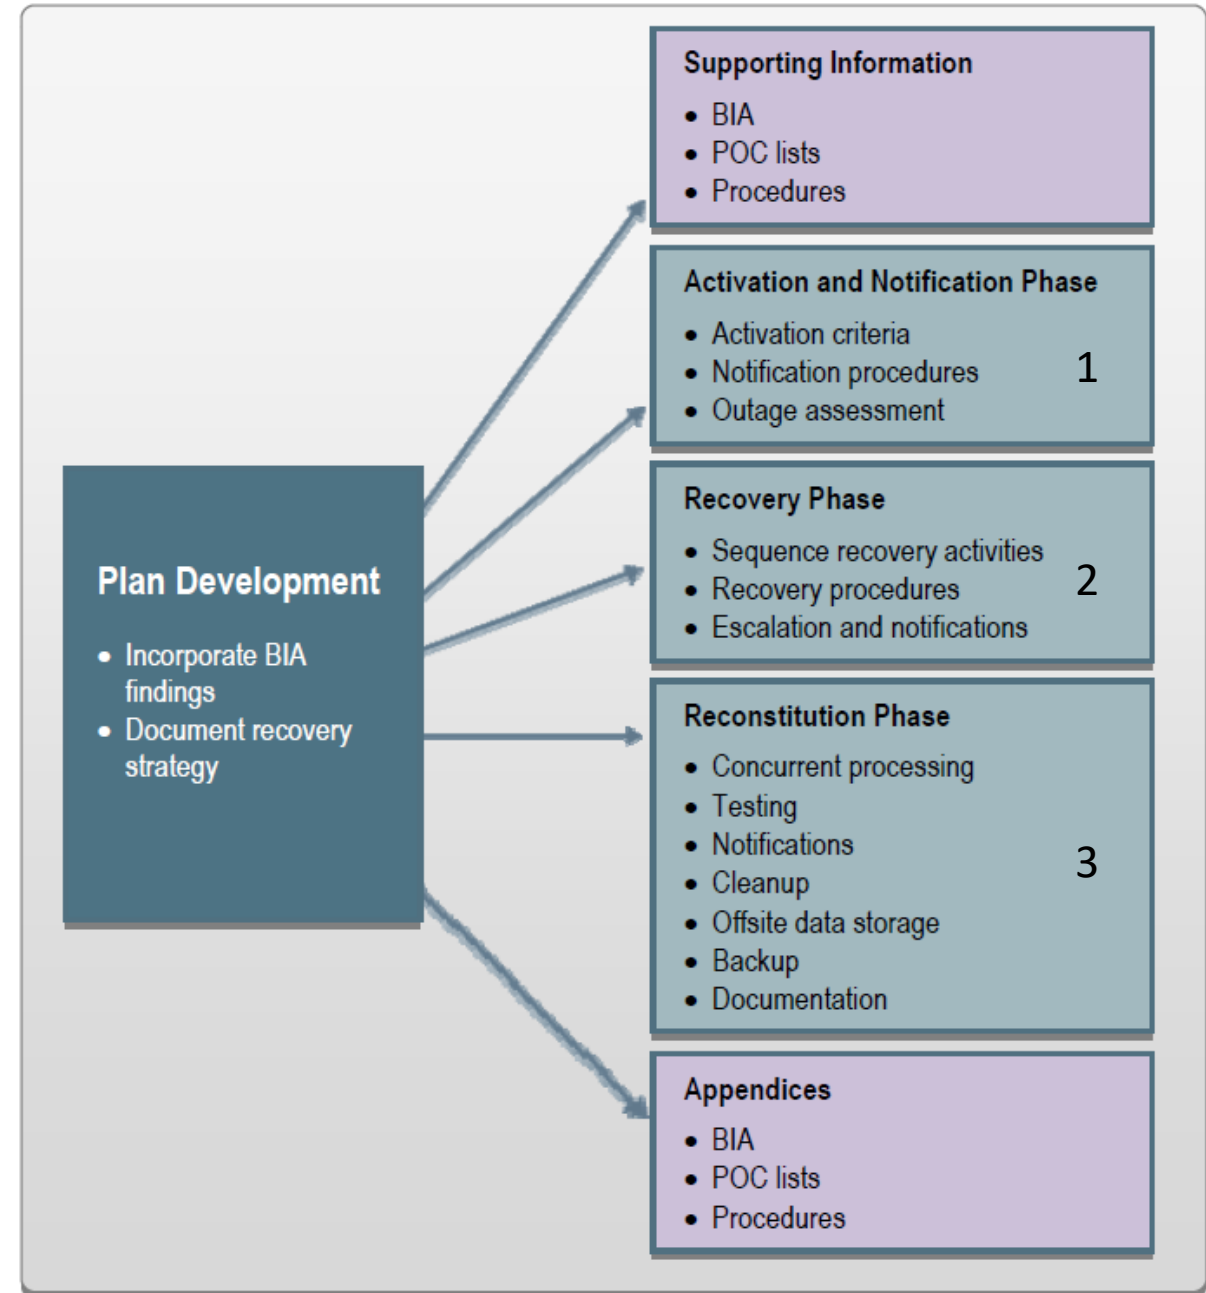 Plan Development
• Incorporate BIA
findings
• Document recovery
strategy
Supporting Information
• BIA
• POC lists
• Procedures
Activation and Notification Phase
• Activation criteria
• Notification procedures
• Outage assessment
1
Recovery Phase
• Sequence recovery activities
• Recovery procedures
• Escalation and notifications
2
Reconstitution Phase
• Concurrent processing
• Testing
• Notifications
• Cleanup
• Offsite data storage
• Backup
• Documentation
3
Appendices
• BIA
• POC lists
• Procedures